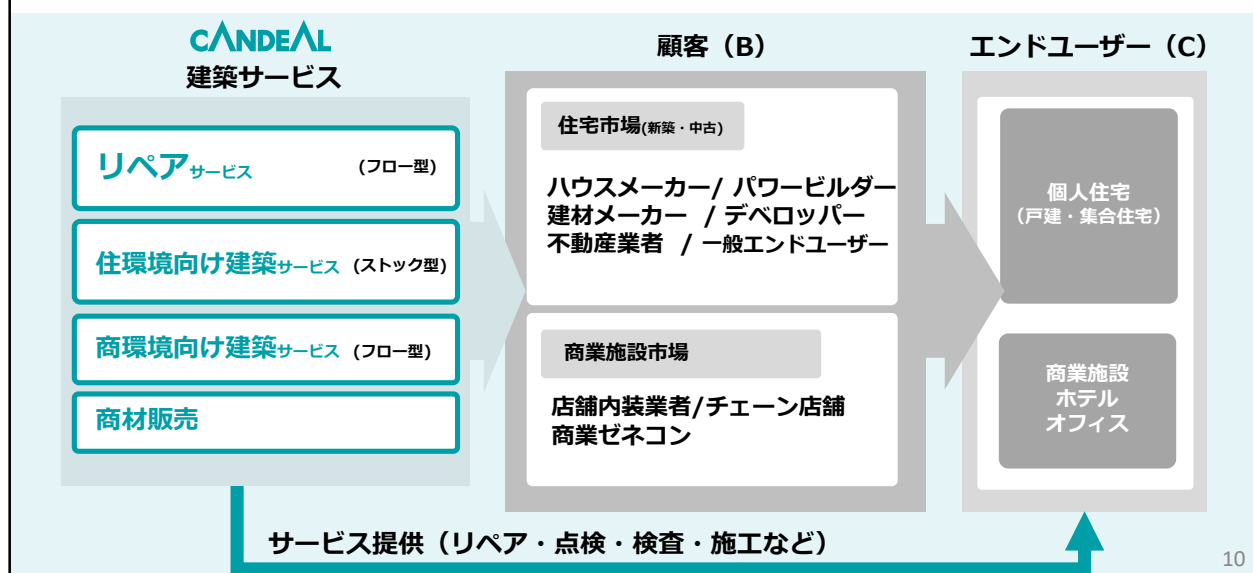 CANDEAL
建築サービス
リペアサービス (フロー型)
住環境向け建築サービス (ストック型)
商環境向け建築サービス (フロー型)
商材販売
顧客（B）
住宅市場(新築・中古)
ハウスメーカー/ パワービルダー
建材メーカー / デベロッパー
不動産業者 / 一般エンドユーザー
商業施設市場
店舗内装業者/チェーン店舗
商業ゼネコン
エンドユーザー（C）
個人住宅
（戸建・集合住宅）
商業施設
ホテル
オフィス
サービス提供（リペア・点検・検査・施工など）
10